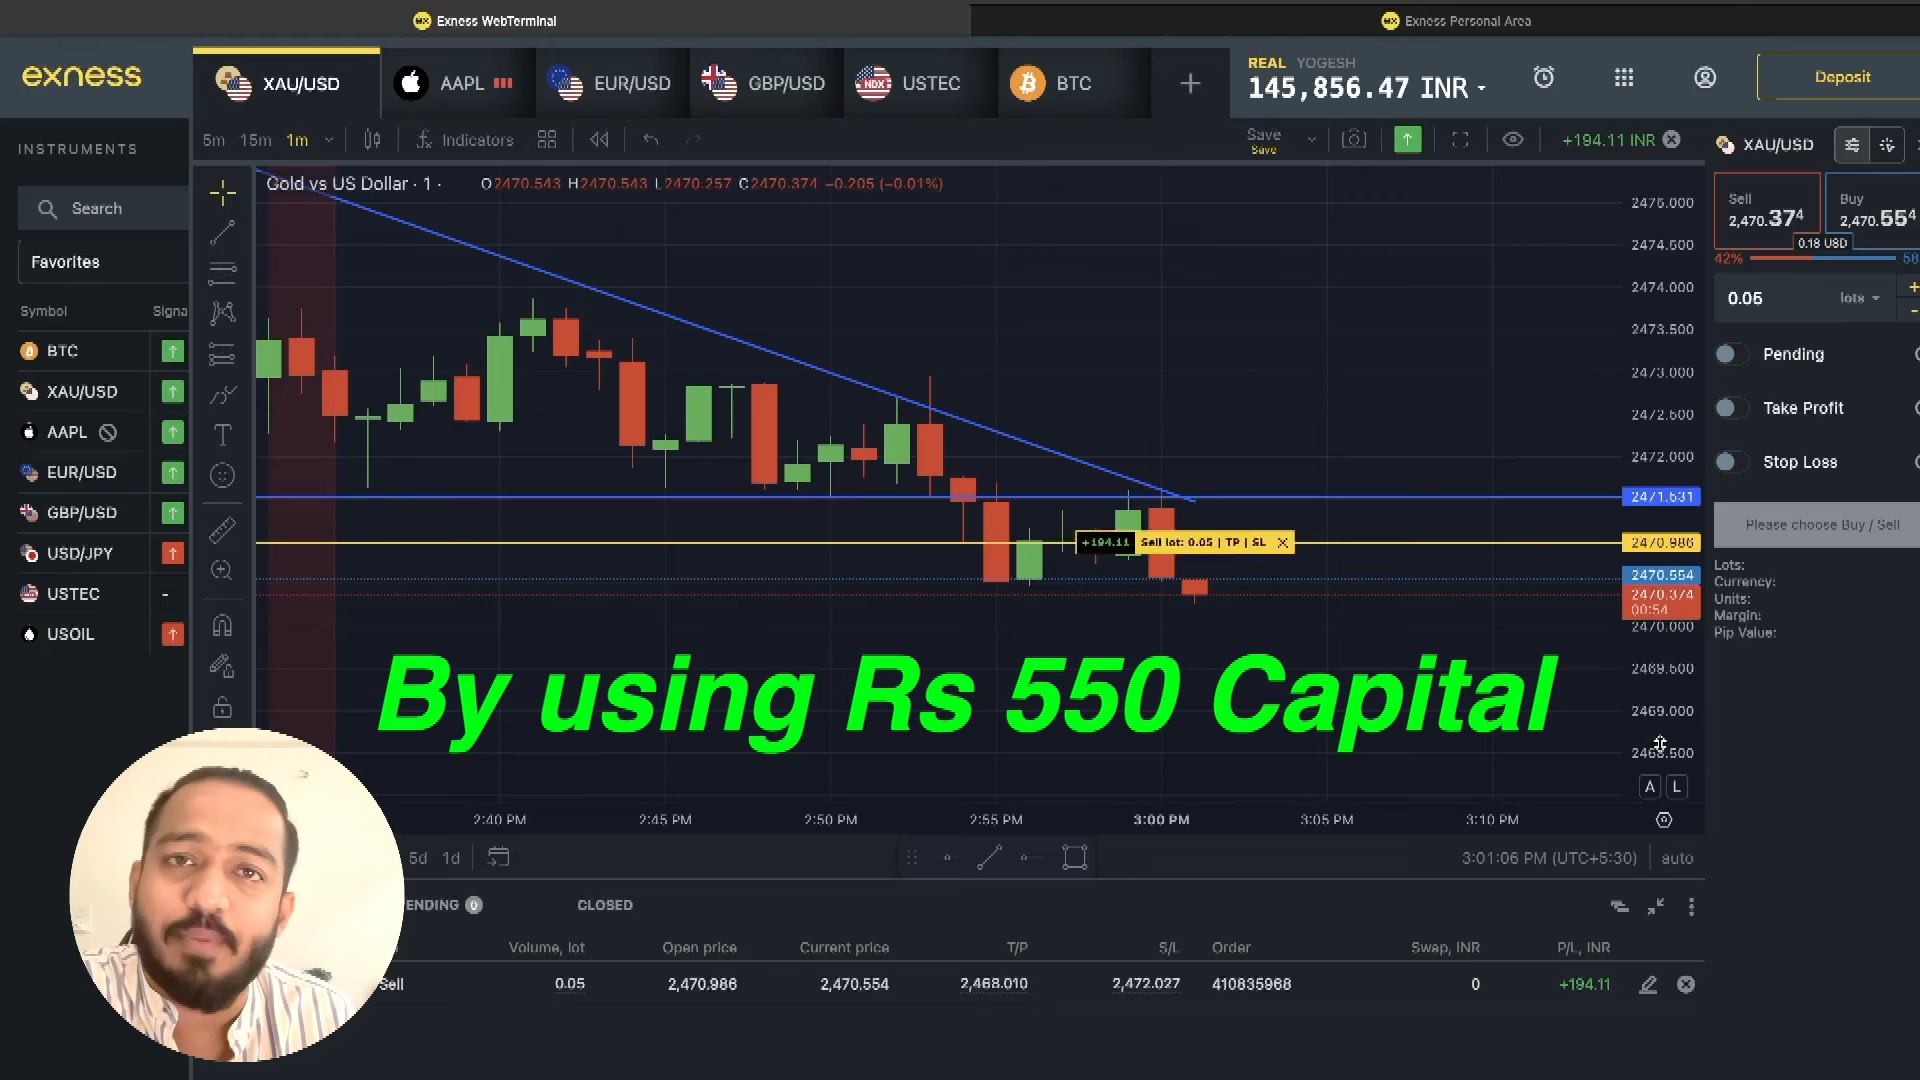 Exness WebTerminal
Exness Personal Area
exness
XAU/USD
AAPL
EUR/USD
GBP/USD
USTEC
BTC
REAL YOGESH
145,856.47 INR
Deposit
INSTRUMENTS
5m 15m 1m
Indicators
Save
Save
+194.11 INR
XAU/USD
Search
Gold vs US Dollar · 1 ·
O2470.543 H2470.543 L2470.257 C2470.374 −0.205 (−0.01%)
Sell
2,470.37⁴
Buy
2,470.55⁴
0.18 USD
42%
58
Favorites
0.05 lots
Symbol Signa
BTC
XAU/USD
AAPL
EUR/USD
GBP/USD
USD/JPY
USTEC -
USOIL
Pending
Take Profit
Stop Loss
Please choose Buy / Sell
Lots:
Currency:
Units:
Margin:
Pip Value:
2475.000
2474.500
2474.000
2473.500
2473.000
2472.500
2472.000
2471.531
2470.986
2470.554
2470.374
00:54
2470.000
2469.500
2469.000
2468.500
+194.11 Sell lot: 0.05 | TP | SL
By using Rs 550 Capital
A L
2:40 PM 2:45 PM 2:50 PM 2:55 PM 3:00 PM 3:05 PM 3:10 PM
5d 1d
3:01:06 PM (UTC+5:30) auto
ENDING 0 CLOSED
Volume, lot Open price Current price T/P S/L Order Swap, INR P/L, INR
Sell 0.05 2,470.986 2,470.554 2,468.010 2,472.027 410835968 0 +194.11